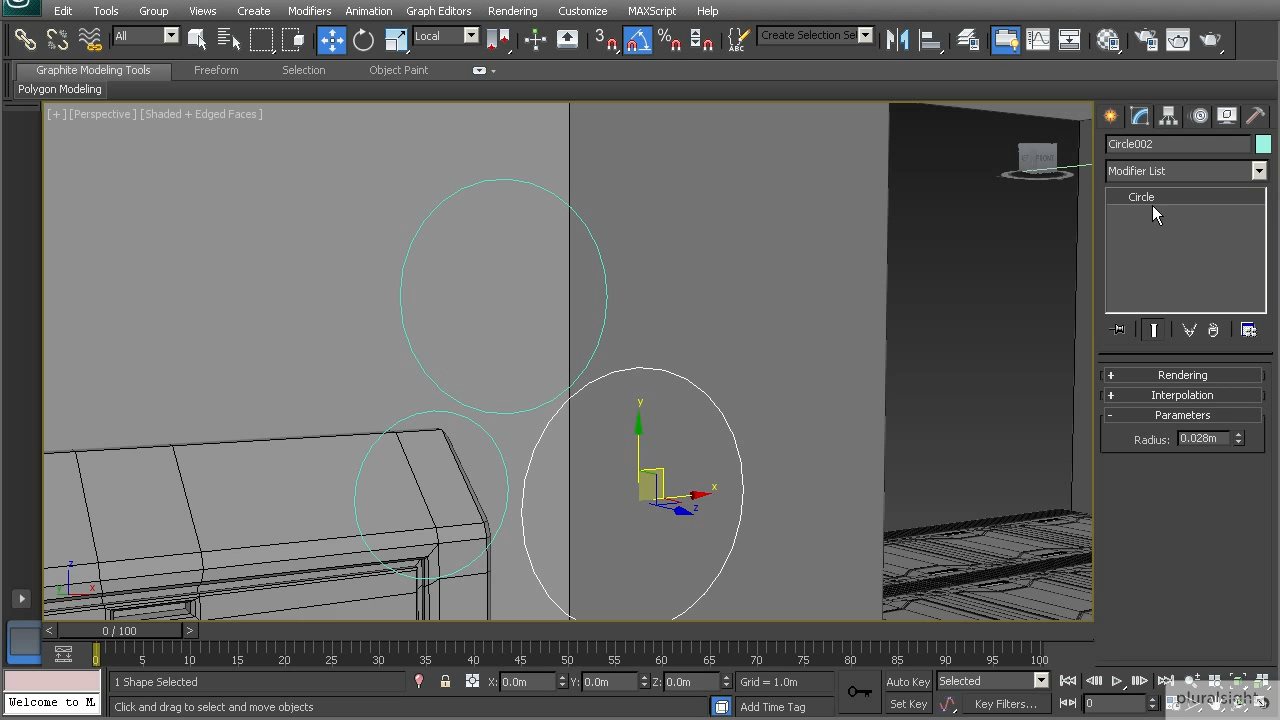 Edit Tools Group Views Create Modifiers Animation Graph Editors Rendering Customize MAXScript Help
All Local 3 Create Selection Se
Graphite Modeling Tools Freeform Selection Object Paint
Polygon Modeling
[+] [Perspective] [Shaded + Edged Faces]
FRONT
Circle002
Modifier List
Circle
+ Rendering
+ Interpolation
- Parameters
Radius: 0.028m
y
x
z
z
x
< 0 / 100 >
0 5 10 15 20 25 30 35 40 45 50 55 60 65 70 75 80 85 90 95 100
1 Shape Selected X: 0.0m Y: 0.0m Z: 0.0m Grid = 1.0m Auto Key Selected
Welcome to M Click and drag to select and move objects Add Time Tag Set Key Key Filters... 0
pluralsight